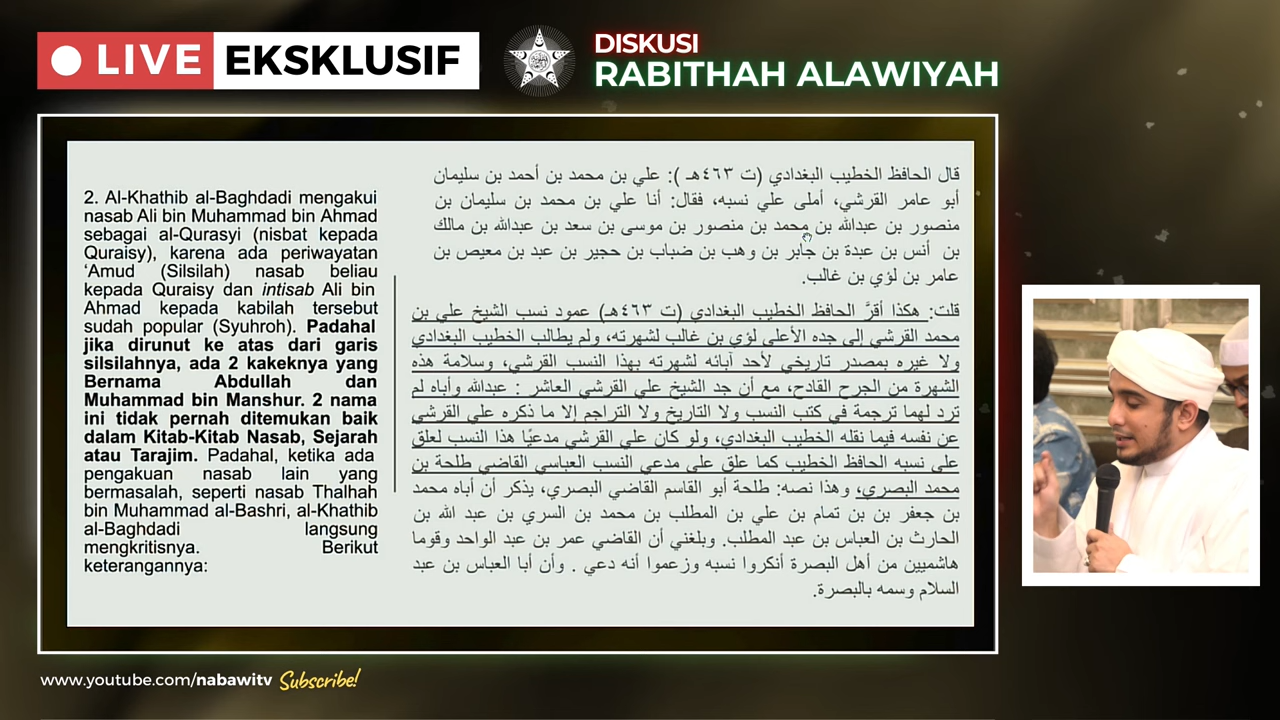 LIVE EKSKLUSIF
DISKUSI
RABITHAH ALAWIYAH
2. Al-Khathib al-Baghdadi mengakui
nasab Ali bin Muhammad bin Ahmad
sebagai al-Qurasyi (nisbat kepada
Quraisy), karena ada periwayatan
‘Amud (Silsilah) nasab beliau
kepada Quraisy dan intisab Ali bin
Ahmad kepada kabilah tersebut
sudah popular (Syuhroh). Padahal
jika dirunut ke atas dari garis
silsilahnya, ada 2 kakeknya yang
Bernama Abdullah dan
Muhammad bin Manshur. 2 nama
ini tidak pernah ditemukan baik
dalam Kitab-Kitab Nasab, Sejarah
atau Tarajim. Padahal, ketika ada
pengakuan nasab lain yang
bermasalah, seperti nasab Thalhah
bin Muhammad al-Bashri, al-Khathib
al-Baghdadi langsung
mengkritisnya. Berikut
keterangannya:
قال الحافظ الخطيب البغدادي (ت ٤٦٣هـ ): علي بن محمد بن أحمد بن سليمان
أبو عامر القرشي، أملى علي نسبه، فقال: أنا علي بن محمد بن سليمان بن
منصور بن عبدالله بن محمد بن منصور بن موسى بن سعد بن عبدالله بن مالك
بن أنس بن عبدة بن جابر بن وهب بن ضباب بن حجير بن عبد بن معيص بن
عامر بن لؤي بن غالب.
قلت: هكذا أقرَّ الحافظ الخطيب البغدادي (ت ٤٦٣هـ) عمود نسب الشيخ علي بن
محمد القرشي إلى جده الأعلى لؤي بن غالب لشهرته، ولم يطالب الخطيب البغدادي
ولا غيره بمصدر تاريخي لأحد آبائه لشهرته بهذا النسب القرشي، وسلامة هذه
الشهرة من الجرح القادح، مع أن جد الشيخ علي القرشي العاشر : عبدالله وأباه لم
ترد لهما ترجمة في كتب النسب ولا التاريخ ولا التراجم إلا ما ذكره علي القرشي
عن نفسه فيما نقله الخطيب البغدادي، ولو كان علي القرشي مدعيًا هذا النسب لعلق
على نسبه الحافظ الخطيب كما علق على مدعي النسب العباسي القاضي طلحة بن
محمد البصري، وهذا نصه: طلحة أبو القاسم القاضي البصري، يذكر أن أباه محمد
بن جعفر بن بن تمام بن علي بن المطلب بن محمد بن السري بن عبد الله بن
الحارث بن العباس بن عبد المطلب. وبلغني أن القاضي عمر بن عبد الواحد وقوما
هاشميين من أهل البصرة أنكروا نسبه وزعموا أنه دعي . وأن أبا العباس بن عبد
السلام وسمه بالبصرة.
www.youtube.com/nabawitv Subscribe!